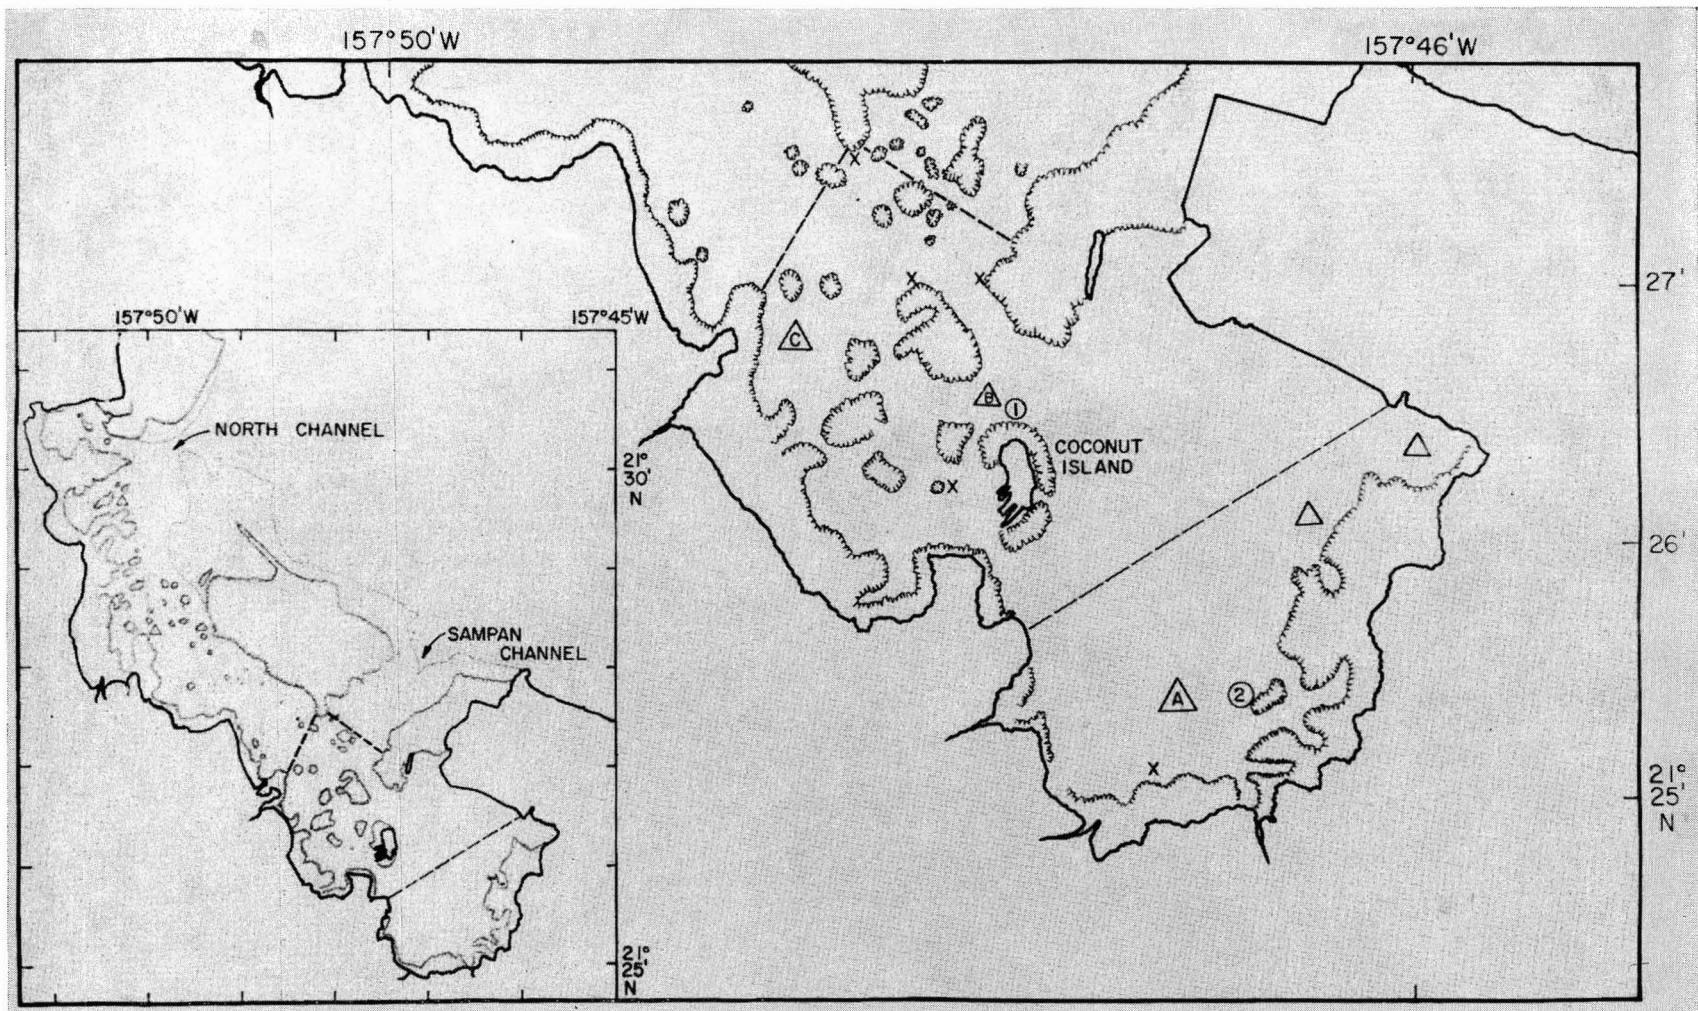 157°50'W
157°46'W
27'
157°50'W
157°45'W
C
B
1
NORTH CHANNEL
COCONUT
ISLAND
21°
30'
N
X
X
X
X
26'
SAMPAN
CHANNEL
A
2
X
21°
25'
N
21°
25'
N